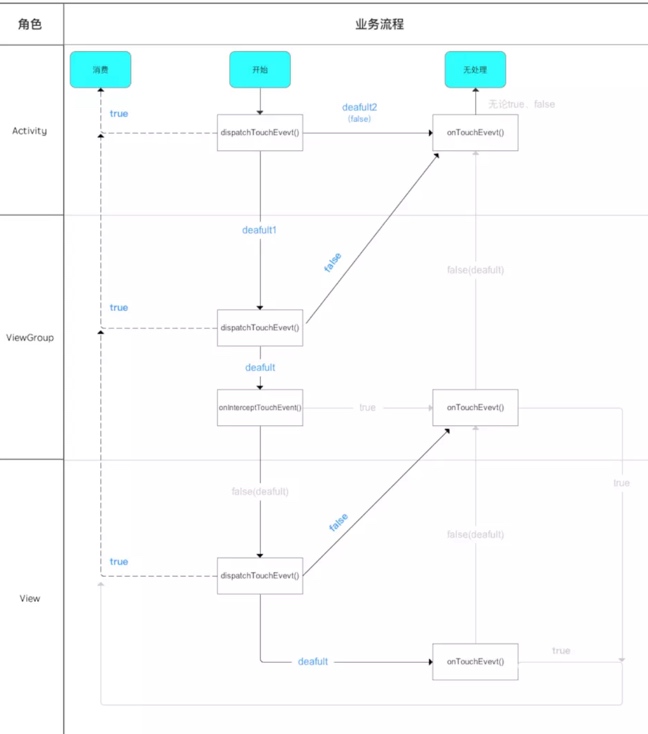 角色
业务流程
消费
开始
无处理
true
deafult2
(false)
无论true、false
Activity
dispatchTouchEvevt()
onTouchEvevt()
deafult1
false
false(deafult)
true
dispatchTouchEvevt()
ViewGroup
deafult
onInterceptTouchEvent()
true
onTouchEvevt()
true
false(deafult)
false
false(deafult)
true
dispatchTouchEvevt()
View
deafult
onTouchEvevt()
true